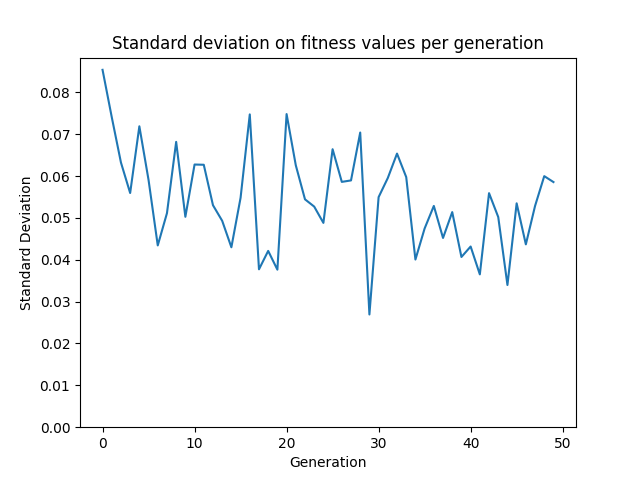 Standard deviation on fitness values per generation
0.08
0.07
0.06
0.05
0.04
0.03
0.02
0.01
0.00
Standard Deviation
0 10 20 30 40 50
Generation